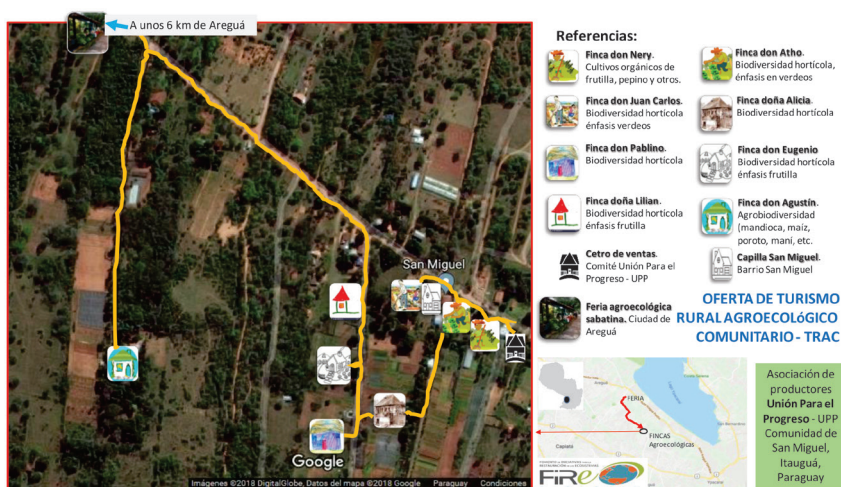 A unos 6 km de Areguá
San Miguel
Google
Imágenes ©2018 DigitalGlobe, Datos del mapa ©2018 Google Paraguay Condiciones
Referencias:
Finca don Nery.
Cultivos orgánicos de
frutilla, pepino y otros.
Finca don Juan Carlos.
Biodiversidad horticola
énfasis verdeos
Finca don Pablino.
Biodiversidad hortícola
Finca doña Lilian.
Biodiversidad hortícola
énfasis frutilla
Cetro de ventas.
Comité Unión Para el
Progreso - UPP
Feria agroecológica
sabatina. Ciudad de
Areguá
Finca don Atho.
Biodiversidad hortícola,
énfasis en verdeos
Finca doña Alicia.
Biodiversidad hortícola
Finca don Eugenio
Biodiversidad hortícola
énfasis frutilla
Finca don Agustín.
Agrobiodiversidad
(mandioca, maíz,
poroto, maní, etc.
Capilla San Miguel.
Barrio San Miguel
OFERTA DE TURISMO
RURAL AGROECOLÓGICO
COMUNITARIO - TRAC
Areguá
FERIA
FINCAS
Agroecológicas
Capiatá
San Bernardino
Ypacaraí
FIRe
Asociación de
productores
Unión Para el
Progreso - UPP
Comunidad de
San Miguel,
Itauguá,
Paraguay